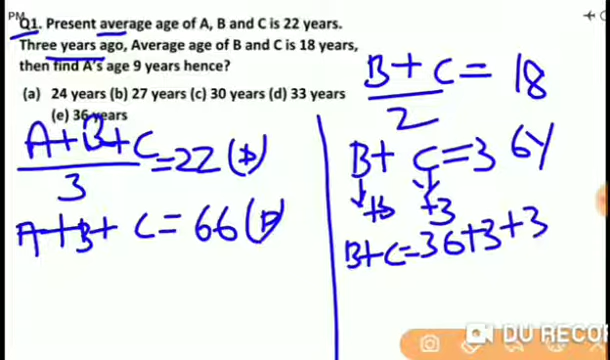 PM
Q1. Present average age of A, B and C is 22 years.
Three years ago, Average age of B and C is 18 years,
then find A's age 9 years hence?
(a) 24 years (b) 27 years (c) 30 years (d) 33 years
(e) 36 years
A+B+C
3
=22 (P)
A+B+ C=66 (P)
B+C= 18
2
B+ C=36Y
+3 +3
B+C=36+3+3
DU RECO